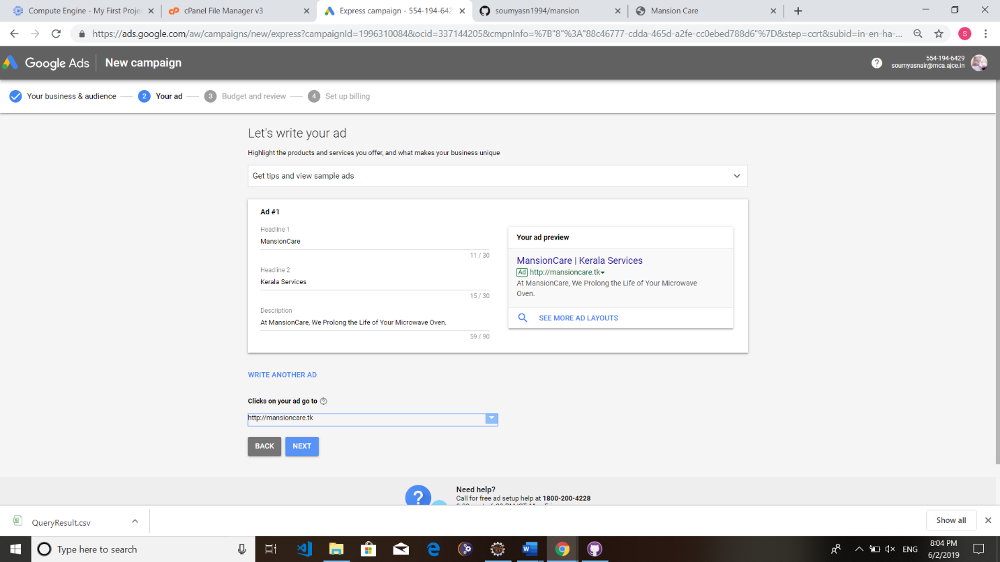 Compute Engine - My First Proje
cPanel File Manager v3
Express campaign - 554-194-642
soumyasn1994/mansion
Mansion Care
https://ads.google.com/aw/campaigns/new/express?campaignId=1996310084&ocid=337144205&cmpnInfo=%7B"8"%3A"88c46777-cdda-465d-a2fe-cc0ebed788d6"%7D&step=ccrt&subid=in-en-ha-...
S
Google Ads
New campaign
?
554-194-6429
soumyasnair@mca.ajce.in
Your business & audience
2 Your ad
3 Budget and review
4 Set up billing
Let's write your ad
Highlight the products and services you offer, and what makes your business unique
Get tips and view sample ads
Ad #1
Headline 1
MansionCare
11 / 30
Headline 2
Kerala Services
15 / 30
Description
At MansionCare, We Prolong the Life of Your Microwave Oven.
59 / 90
Your ad preview
MansionCare | Kerala Services
Ad http://mansioncare.tk
At MansionCare, We Prolong the Life of Your Microwave
Oven.
SEE MORE AD LAYOUTS
WRITE ANOTHER AD
Clicks on your ad go to ?
http://mansioncare.tk
BACK
NEXT
?
Need help?
Call for free ad setup help at 1800-200-4228
QueryResult.csv
Show all
Type here to search
ENG
8:04 PM
6/2/2019